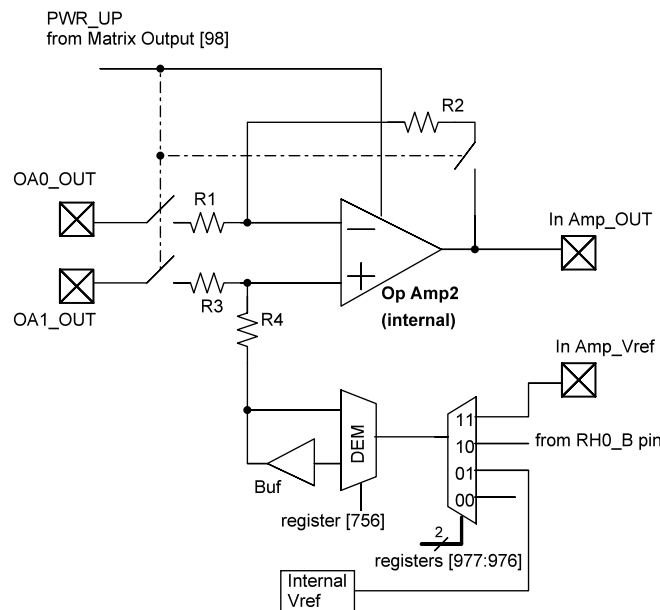 PWR_UP
from Matrix Output [98]
R2
OA0_OUT
R1
In Amp_OUT
R3
OA1_OUT
Op Amp2
(internal)
R4
In Amp_Vref
DEM
11
10
from RH0_B pin
01
Buf
00
register [756]
2
registers [977:976]
Internal
Vref